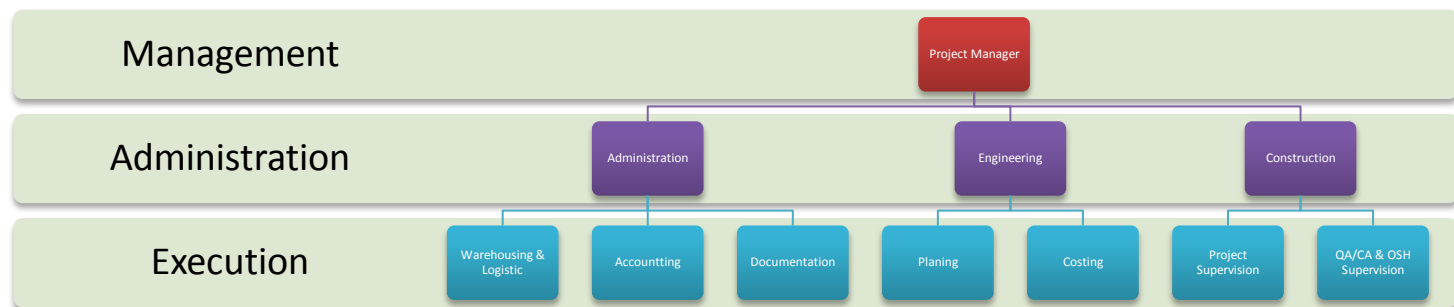 Management
Project Manager
Administration
Administration
Engineering
Construction
Execution
Warehousing &
Logistic
Accountting
Documentation
Planing
Costing
Project
Supervision
QA/CA & OSH
Supervision